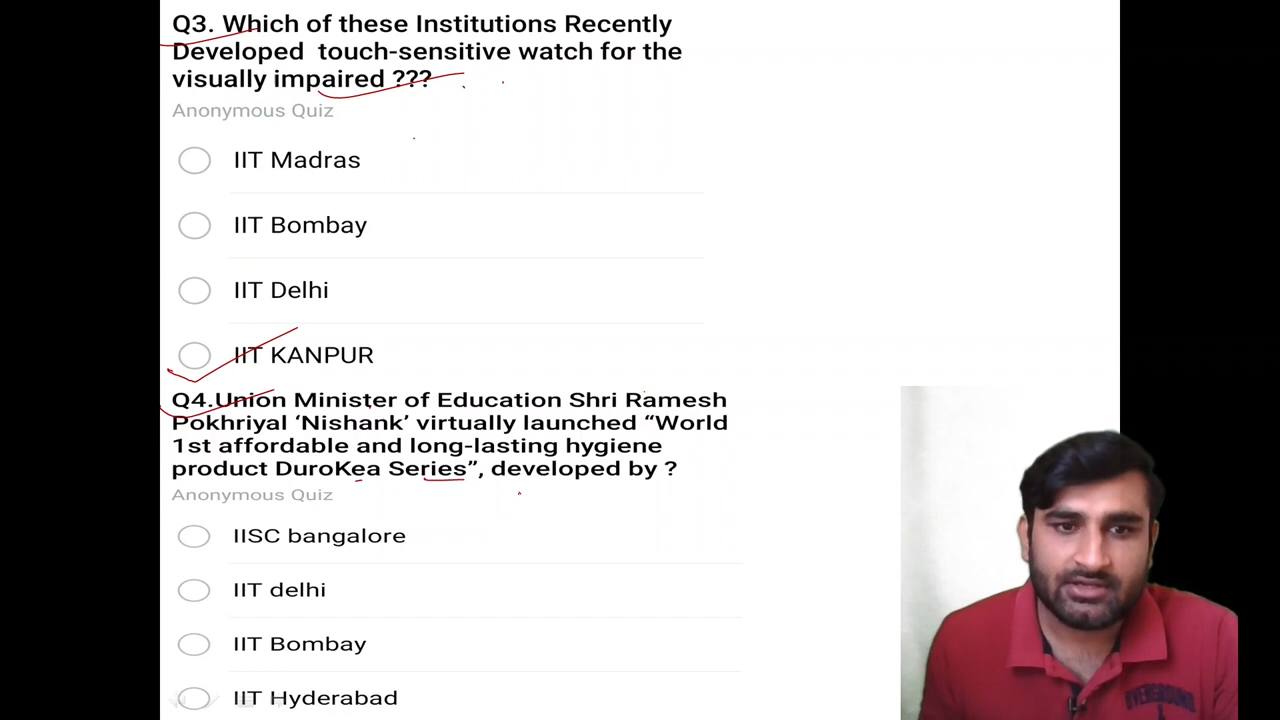 Q3. Which of these Institutions Recently
Developed touch-sensitive watch for the
visually impaired ???
Anonymous Quiz
IIT Madras
IIT Bombay
IIT Delhi
IIT KANPUR
Q4.Union Minister of Education Shri Ramesh
Pokhriyal ‘Nishank’ virtually launched “World
1st affordable and long-lasting hygiene
product DuroKea Series”, developed by ?
Anonymous Quiz
IISC bangalore
IIT delhi
IIT Bombay
IIT Hyderabad